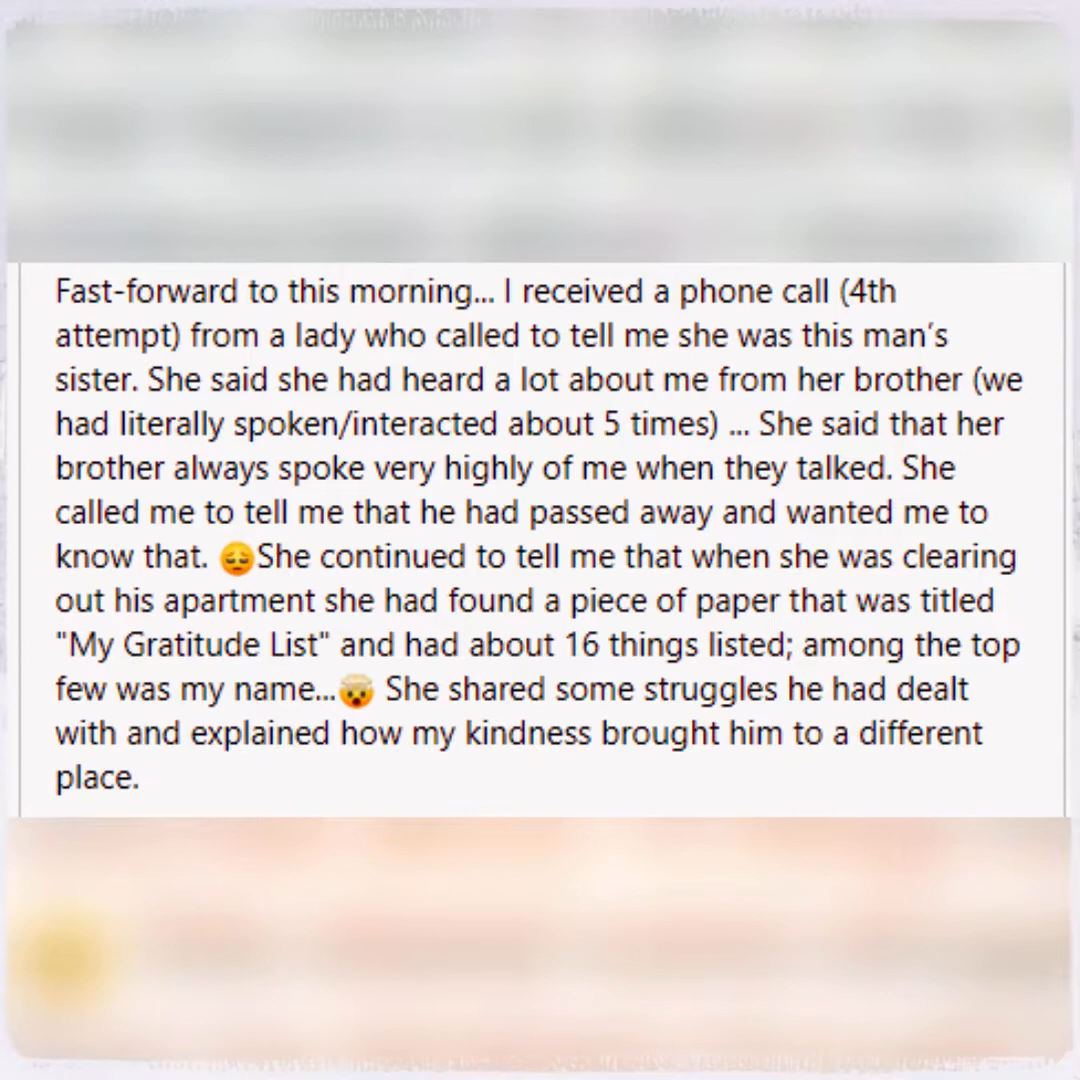 Fast-forward to this morning... I received a phone call (4th
attempt) from a lady who called to tell me she was this man’s
sister. She said she had heard a lot about me from her brother (we
had literally spoken/interacted about 5 times) ... She said that her
brother always spoke very highly of me when they talked. She
called me to tell me that he had passed away and wanted me to
know that. 😔She continued to tell me that when she was clearing
out his apartment she had found a piece of paper that was titled
"My Gratitude List" and had about 16 things listed; among the top
few was my name...🤯 She shared some struggles he had dealt
with and explained how my kindness brought him to a different
place.